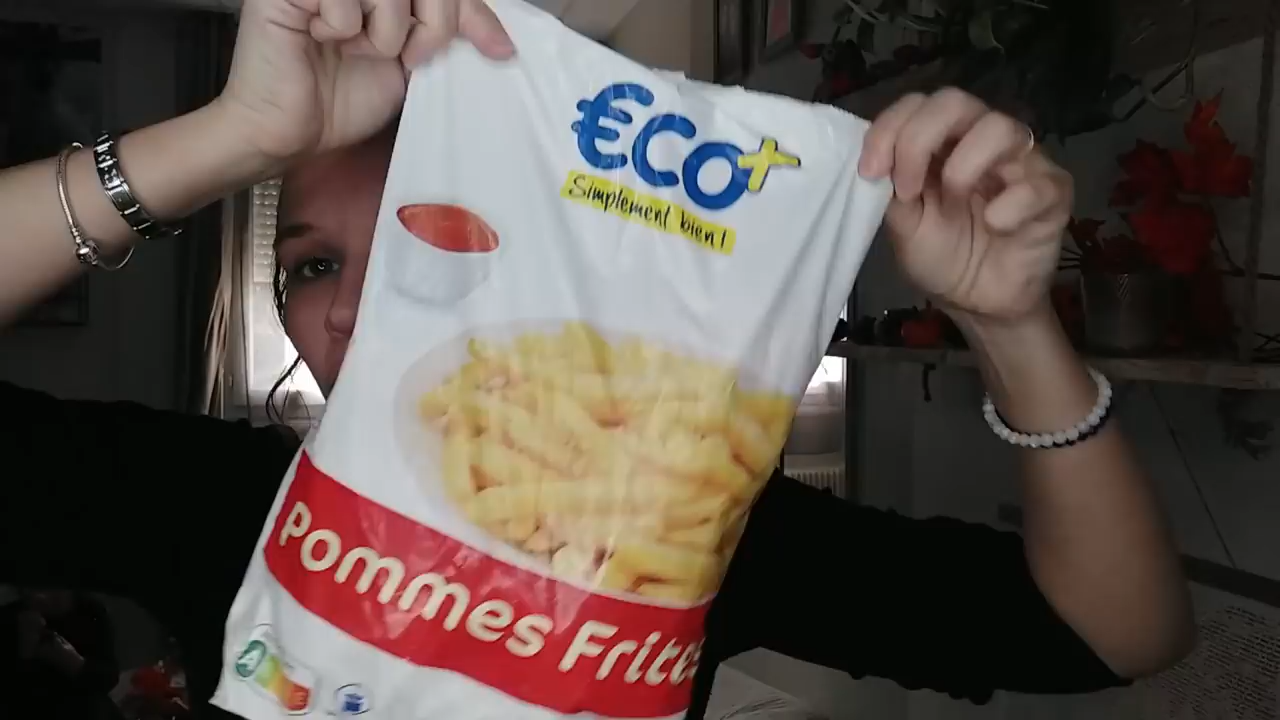 €CO+
Simplement bien !
Pommes Frites
A